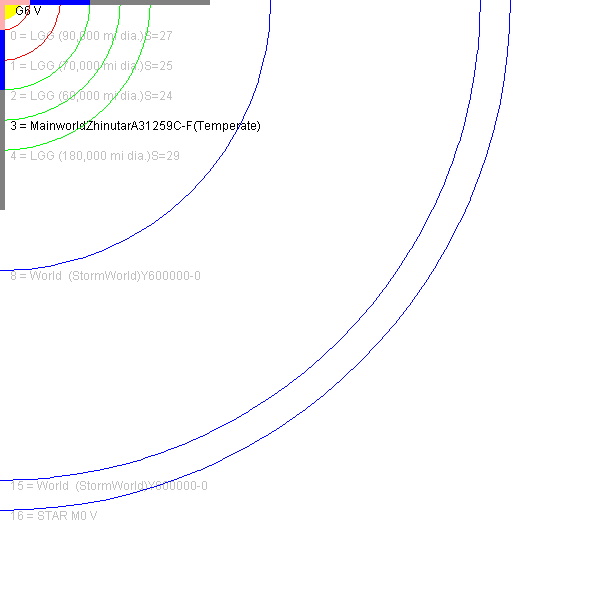 G6 V
0 = LGG (90,000 mi dia.)S=27
1 = LGG (70,000 mi dia.)S=25
2 = LGG (60,000 mi dia.)S=24
3 = MainworldZhinutarA31259C-F(Temperate)
4 = LGG (180,000 mi dia.)S=29
8 = World  (StormWorld)Y600000-0
15 = World  (StormWorld)Y800000-0
16 = STAR M0 V